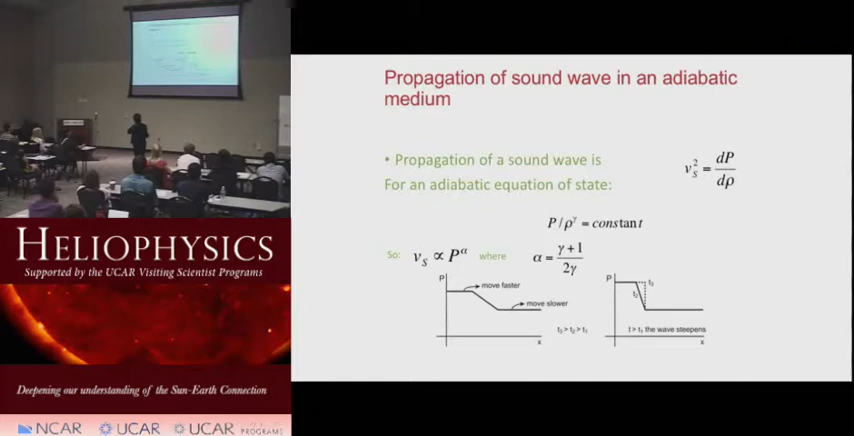 Propagation of sound wave in an adiabatic
medium
• Propagation of a sound wave is
v_S^2 = dP/dρ
For an adiabatic equation of state:
P/ρ^γ = constant
So: v_S ∝ P^α where α = (γ+1)/2γ
P
move faster
move slower
x
t3 > t2 > t1
P
t3
t2
t > t1 the wave steepens
x
HELIOPHYSICS
Supported by the UCAR Visiting Scientist Programs
Deepening our understanding of the Sun-Earth Connection
NCAR UCAR UCAR PROGRAMS